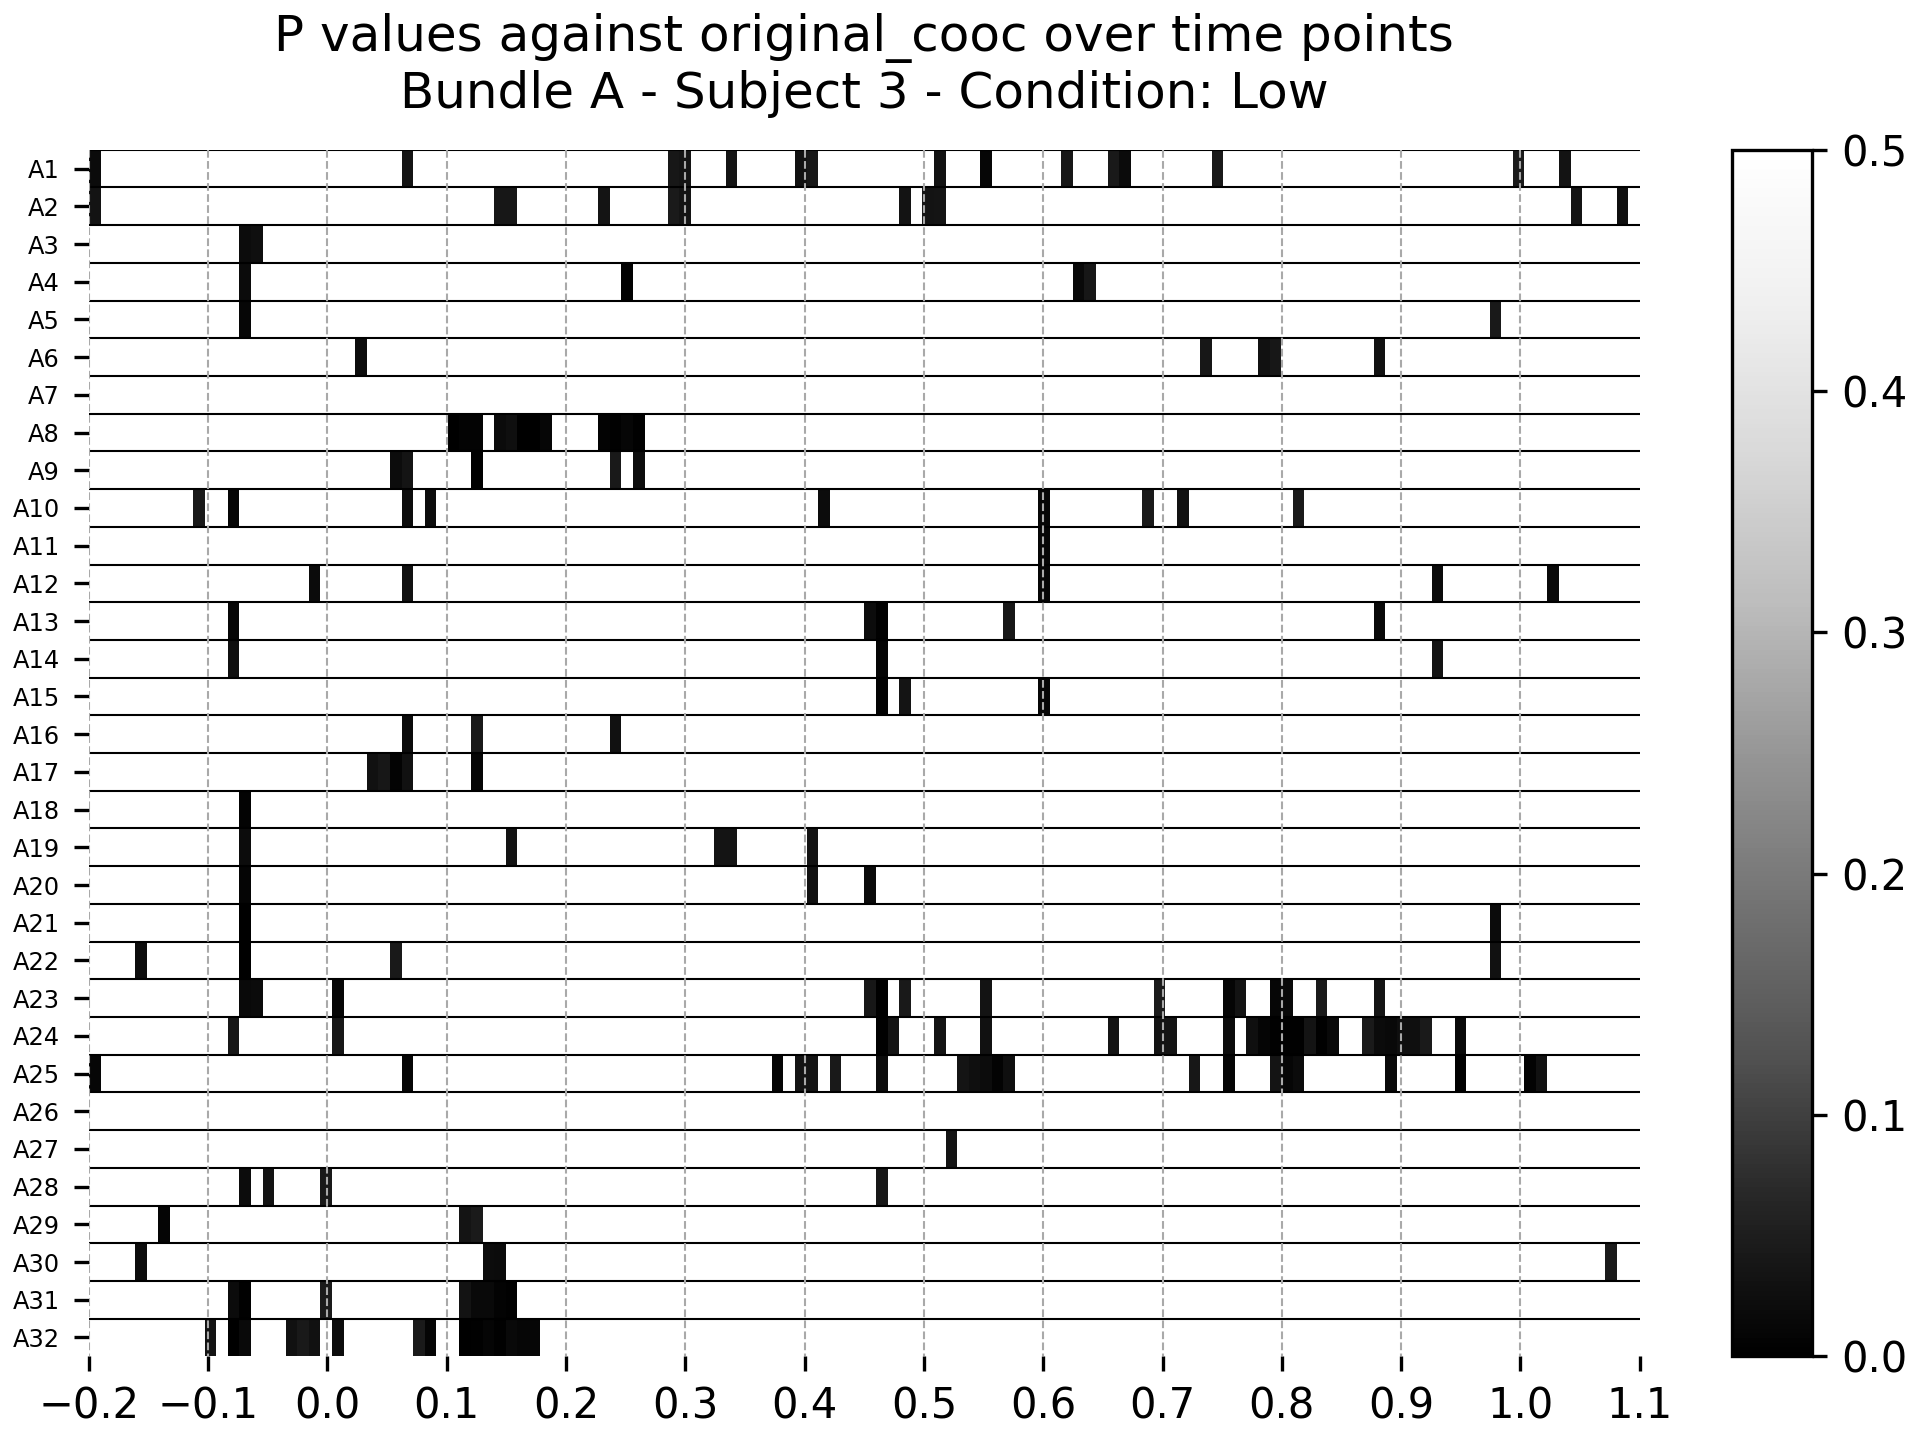 P values against original_cooc over time points
Bundle A - Subject 3 - Condition: Low
A1
A2
A3
A4
A5
A6
A7
A8
A9
A10
A11
A12
A13
A14
A15
A16
A17
A18
A19
A20
A21
A22
A23
A24
A25
A26
A27
A28
A29
A30
A31
A32
−0.2 −0.1 0.0 0.1 0.2 0.3 0.4 0.5 0.6 0.7 0.8 0.9 1.0 1.1
0.5
0.4
0.3
0.2
0.1
0.0